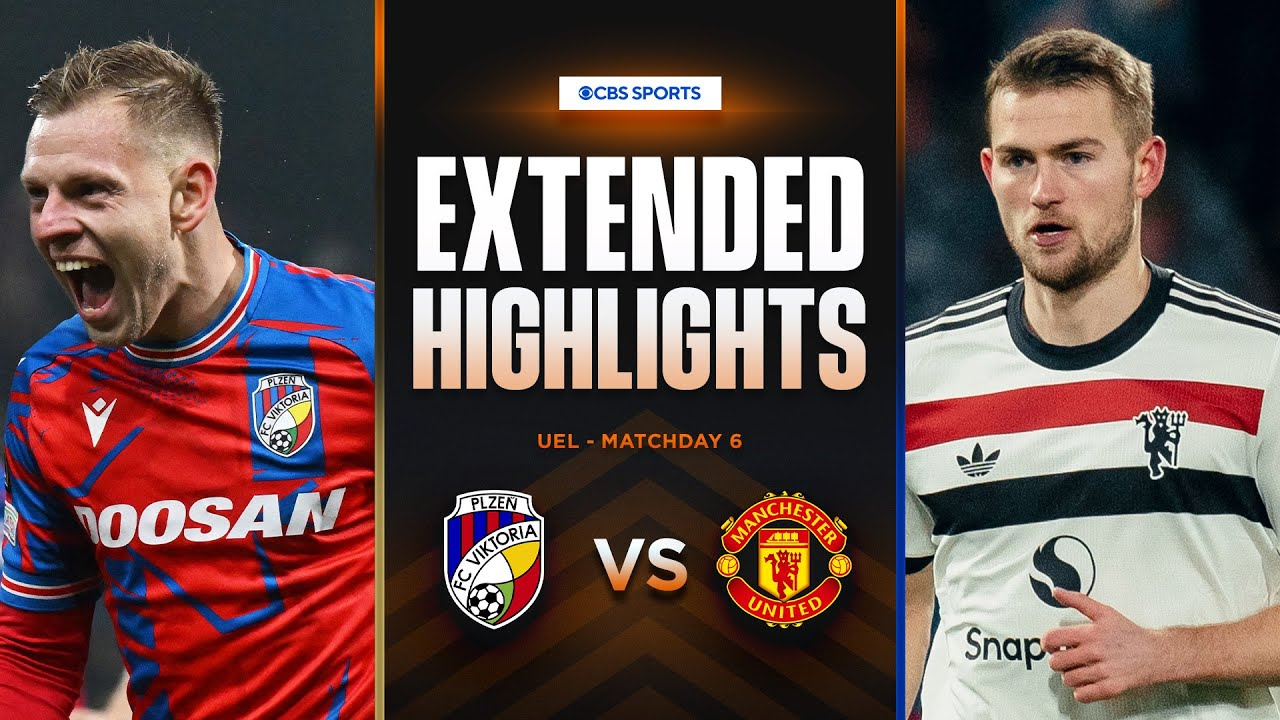 CBS SPORTS
EXTENDED
HIGHLIGHTS
UEL - MATCHDAY 6
VS
PLZEŇ
FC VIKTORIA
MANCHESTER
UNITED
PLZEŇ
FC VIKTORIA
DOOSAN
Snap